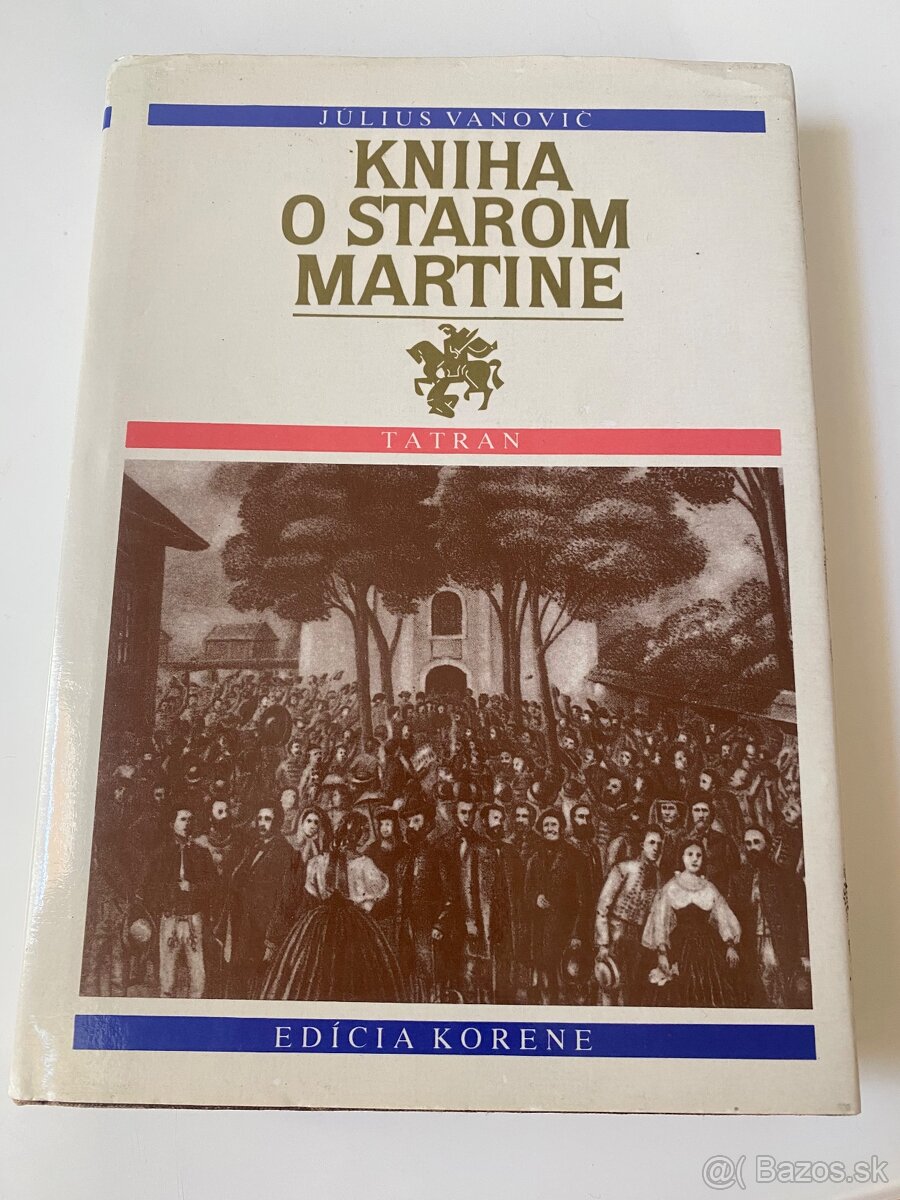 JÚLIUS VANOVIČ
KNIHA
O STAROM
MARTINE
TATRAN
EDÍCIA KORENE
@( Bazos.sk